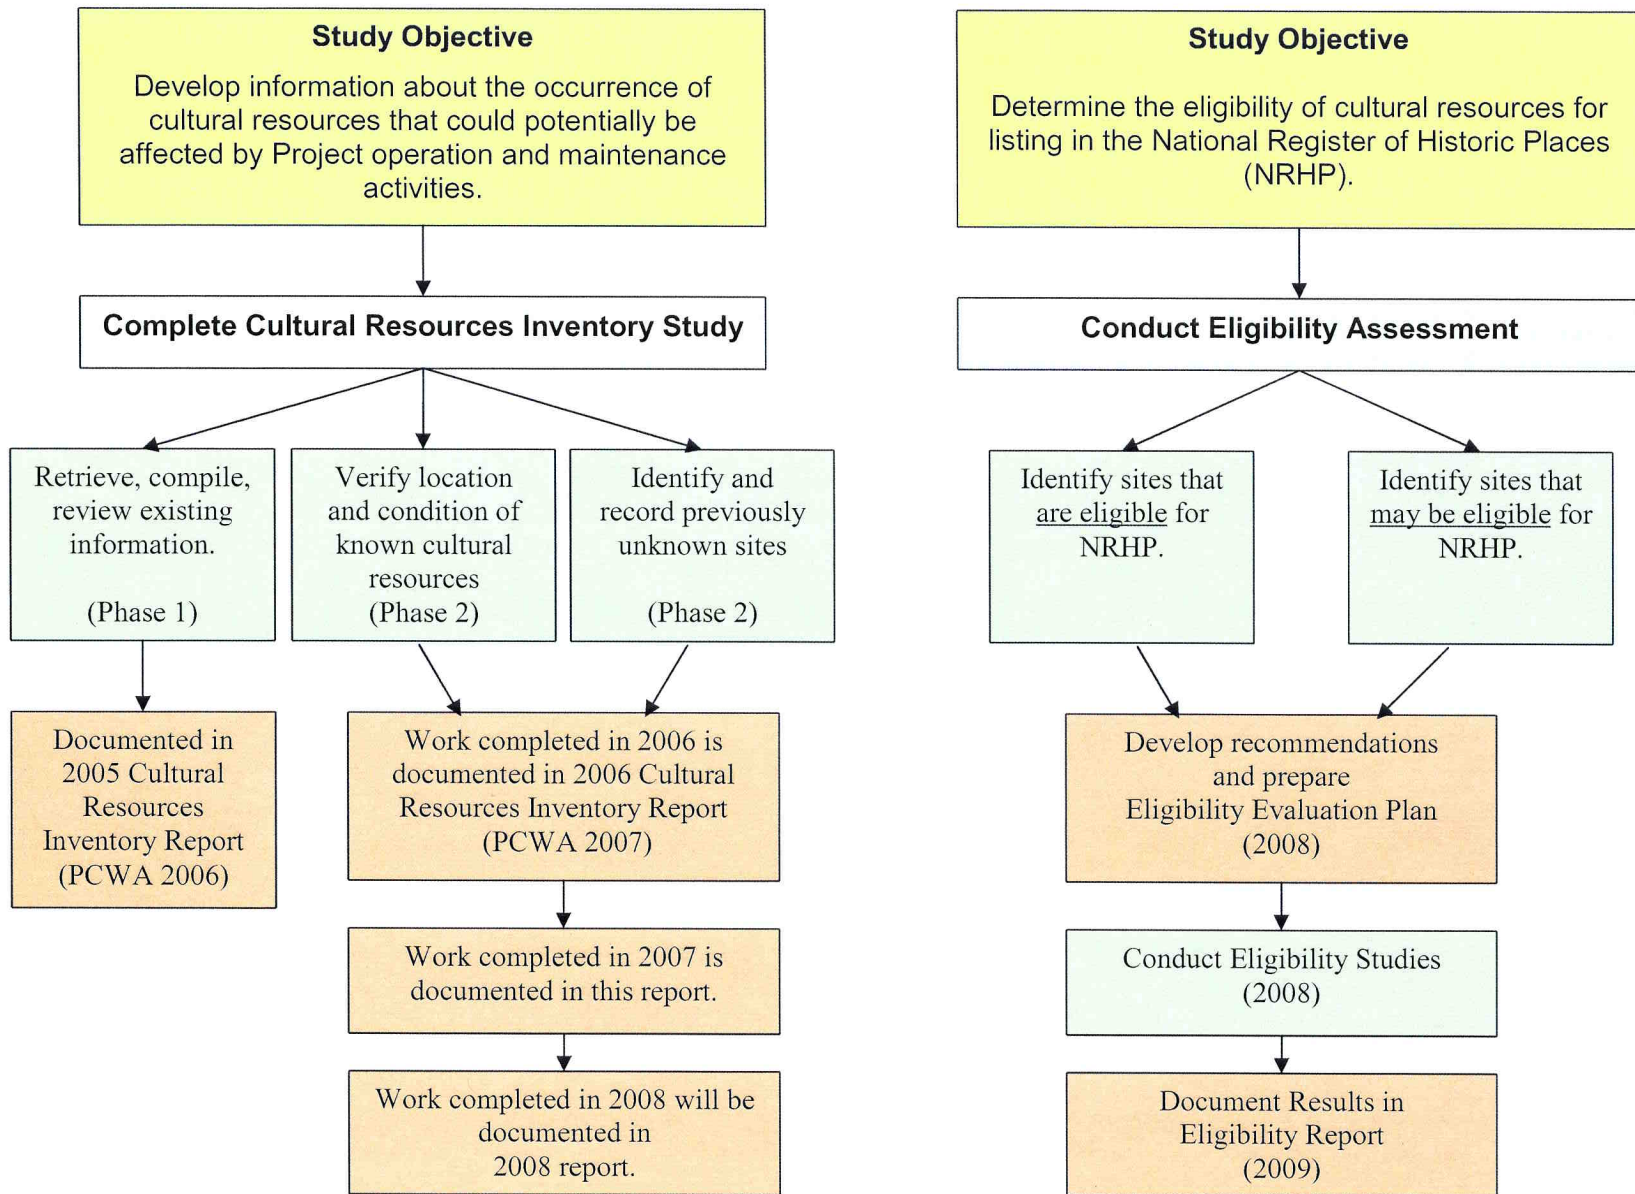 Study Objective
Develop information about the occurrence of
cultural resources that could potentially be
affected by Project operation and maintenance
activities.
Complete Cultural Resources Inventory Study
Retrieve, compile,
review existing
information.
(Phase 1)
Verify location
and condition of
known cultural
resources
(Phase 2)
Identify and
record previously
unknown sites
(Phase 2)
Documented in
2005 Cultural
Resources
Inventory Report
(PCWA 2006)
Work completed in 2006 is
documented in 2006 Cultural
Resources Inventory Report
(PCWA 2007)
Work completed in 2007 is
documented in this report.
Work completed in 2008 will be
documented in
2008 report.
Study Objective
Determine the eligibility of cultural resources for
listing in the National Register of Historic Places
(NRHP).
Conduct Eligibility Assessment
Identify sites that
are eligible for
NRHP.
Identify sites that
may be eligible for
NRHP.
Develop recommendations
and prepare
Eligibility Evaluation Plan
(2008)
Conduct Eligibility Studies
(2008)
Document Results in
Eligibility Report
(2009)